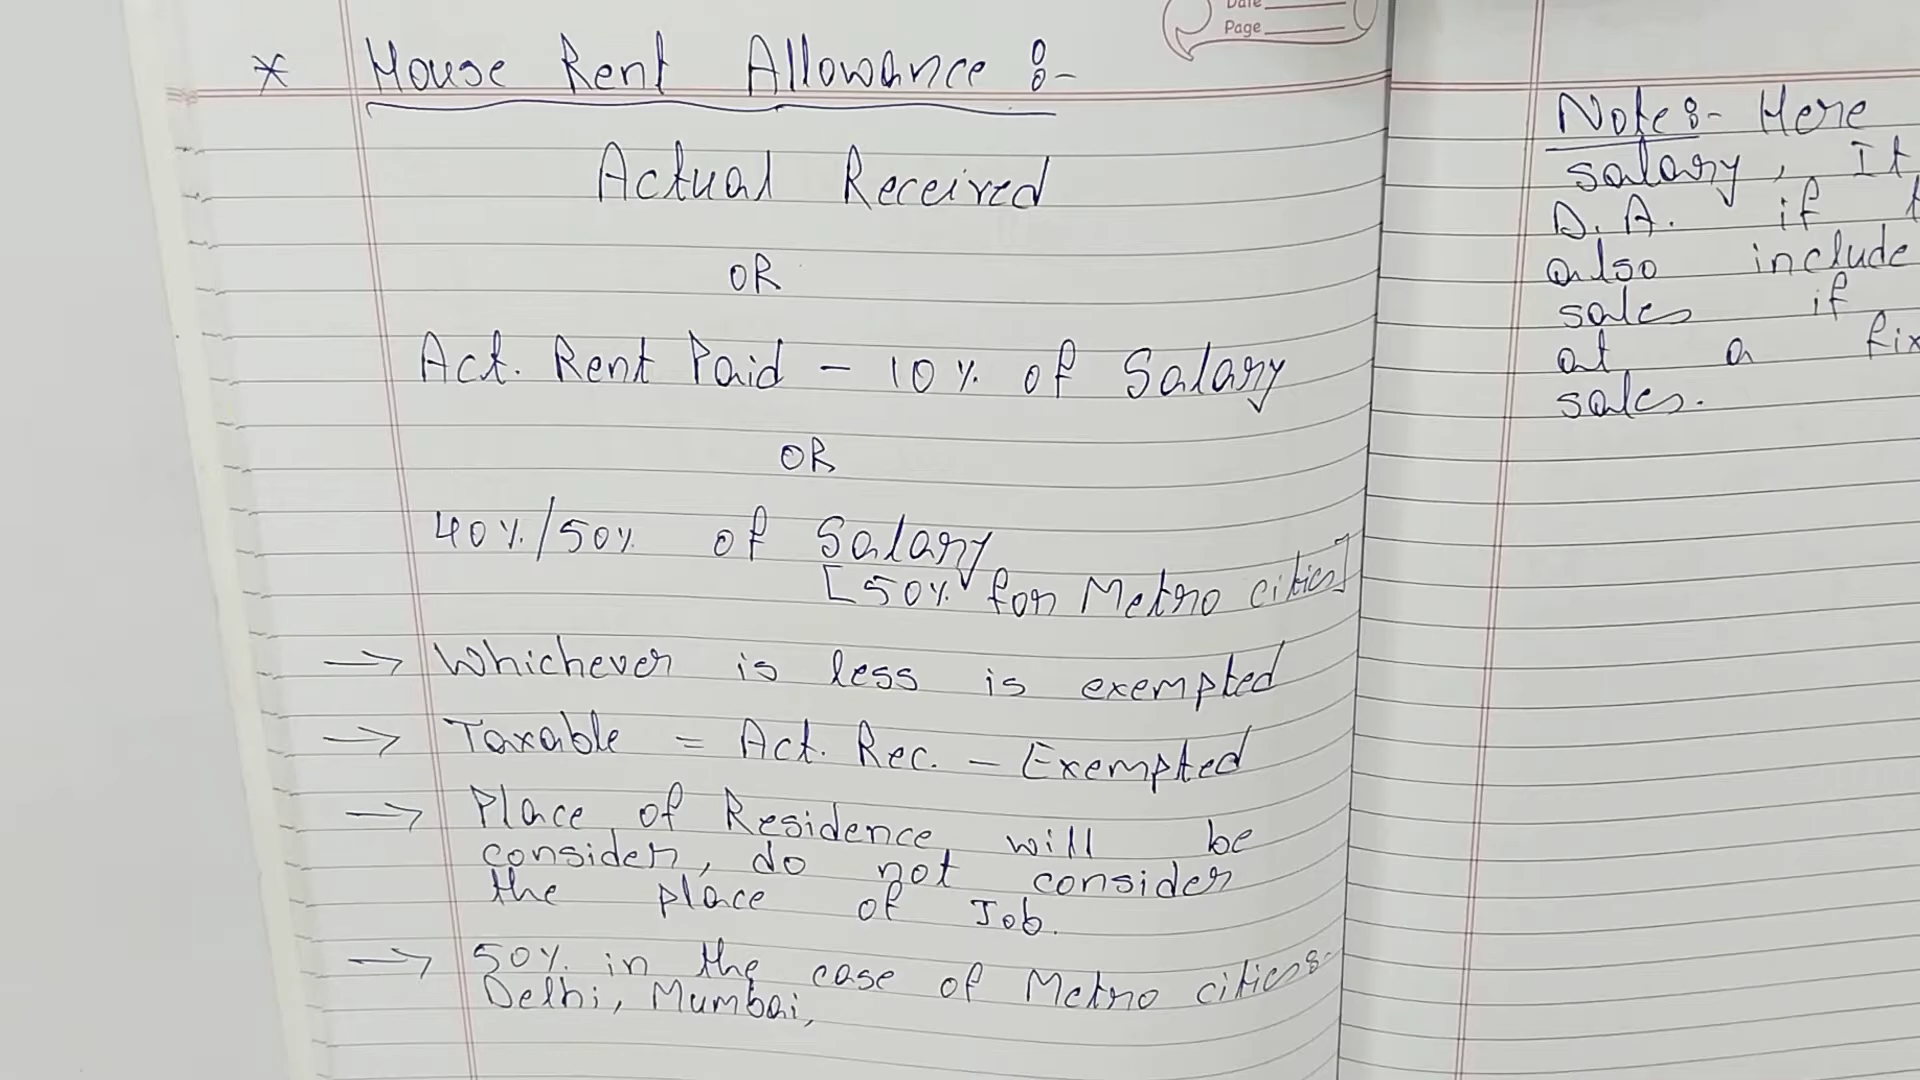 Date
Page
* House Rent Allowance :-
Actual Received
OR
Act. Rent Paid - 10% of Salary
OR
40%/50% of Salary
[50% for Metro cities]
→ Whichever is less is exempted
→ Taxable = Act. Rec. - Exempted
→ Place of Residence will be
consider, do not consider
the place of Job.
→ 50% in the case of Metro cities:-
Delhi, Mumbai,
Note:- Here
salary, It
D.A. if
also include
sales if
at a fix
sales.